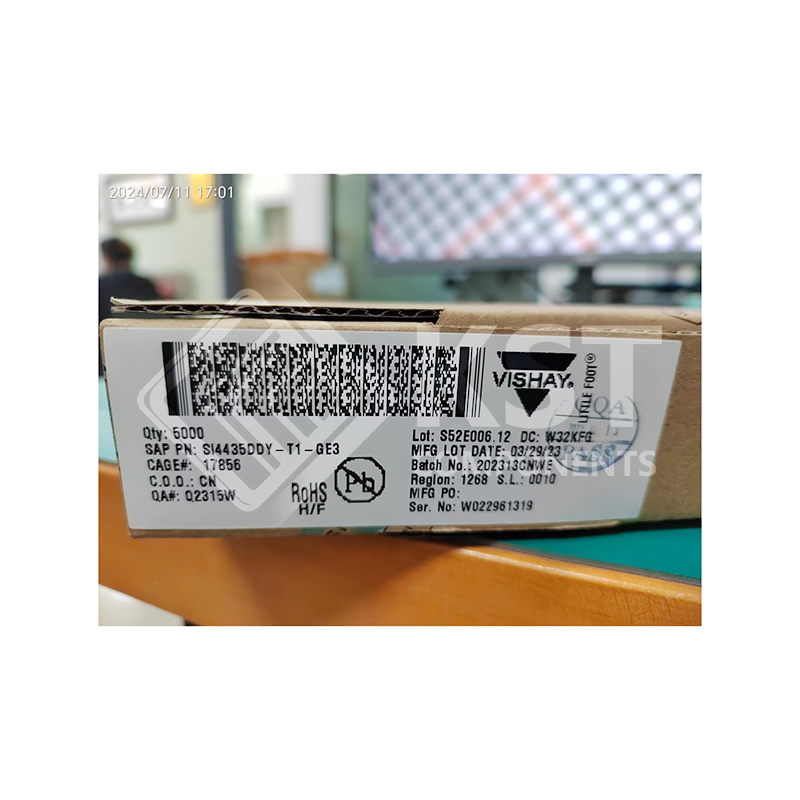 2024/07/11 17:01
KST
COMPONENTS
VISHAY®
LITTLE FOOT®
Qty: 5000
SAP PN: SI4435DDY-T1-GE3
CAGE#: 17856
C.O.O.: CN
QA#: Q2315W
RoHS
H/F
Pb
Lot: S52E006.12 DC: W32KFG
MFG LOT DATE: 03/29/23
Batch No.: 202313CNWE
Region: 1268 S.L.: 0010
MFG PO:
Ser. No: W022961319
QA
PASS